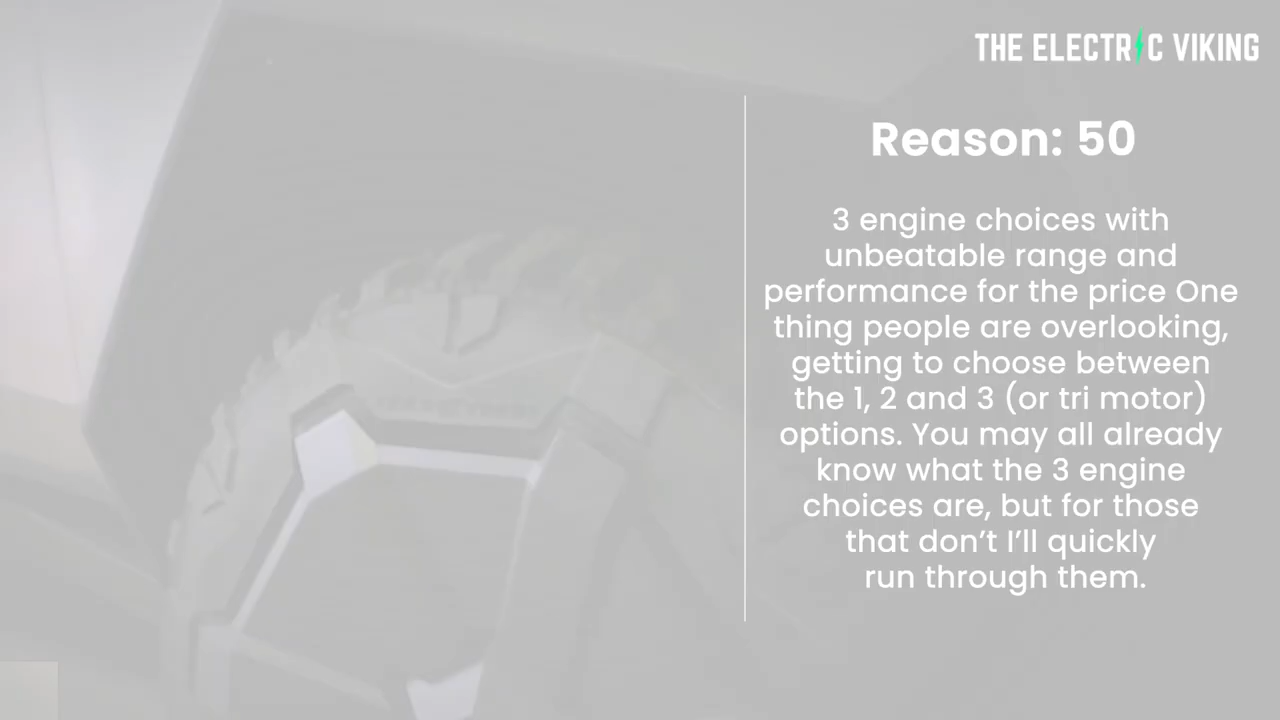 THE ELECTRIC VIKING
Reason: 50
3 engine choices with
unbeatable range and
performance for the price One
thing people are overlooking,
getting to choose between
the 1, 2 and 3 (or tri motor)
options. You may all already
know what the 3 engine
choices are, but for those
that don’t I’ll quickly
run through them.